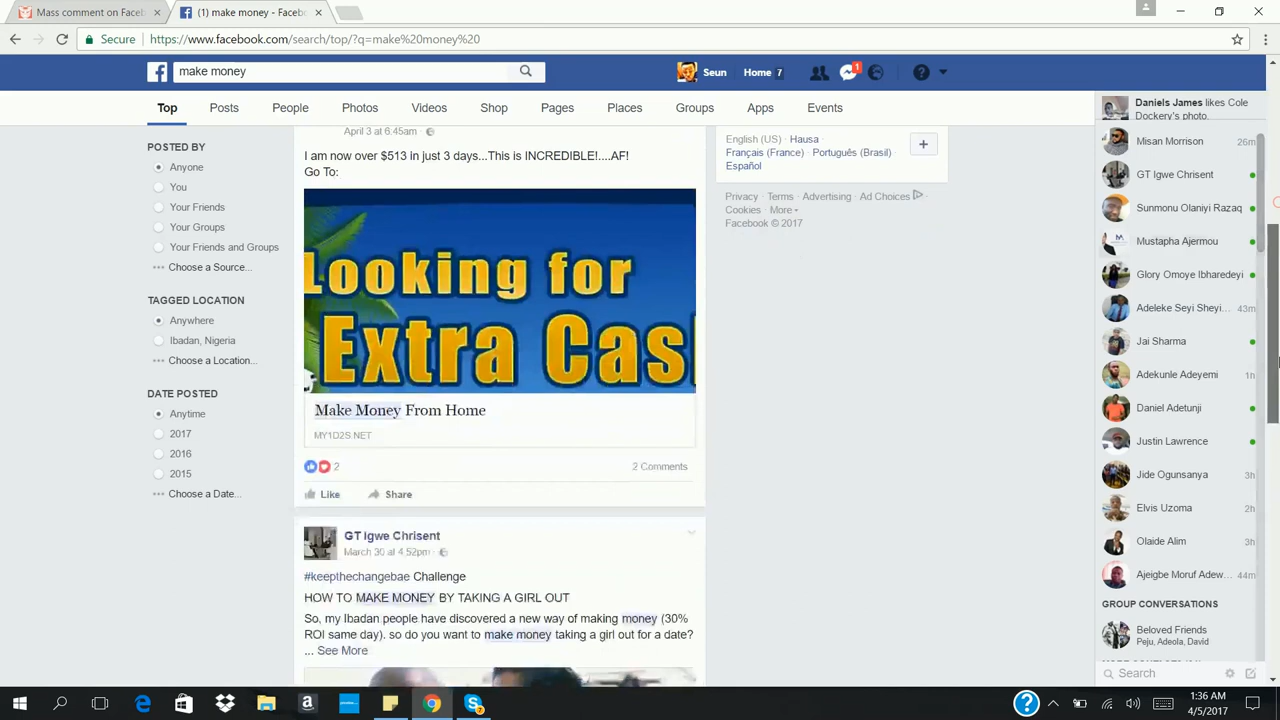 Mass comment on Faceb
(1) make money - Facebo
Secure
https://www.facebook.com/search/top/?q=make%20money%20
make money
Seun
Home 7
1
Top
Posts
People
Photos
Videos
Shop
Pages
Places
Groups
Apps
Events
POSTED BY
Anyone
You
Your Friends
Your Groups
Your Friends and Groups
Choose a Source...
TAGGED LOCATION
Anywhere
Ibadan, Nigeria
Choose a Location...
DATE POSTED
Anytime
2017
2016
2015
Choose a Date...
April 3 at 6:45am ·
I am now over $513 in just 3 days...This is INCREDIBLE!....AF!
Go To:
Looking for
Extra Cas
Make Money From Home
MY1D2S.NET
2
2 Comments
Like
Share
GT Igwe Chrisent
March 30 at 4:52pm ·
#keepthechangebae Challenge
HOW TO MAKE MONEY BY TAKING A GIRL OUT
So, my Ibadan people have discovered a new way of making money (30%
ROI same day). so do you want to make money taking a girl out for a date?
... See More
English (US) · Hausa ·
Français (France) · Português (Brasil) ·
Español
Privacy · Terms · Advertising · Ad Choices ·
Cookies · More
Facebook © 2017
Daniels James likes Cole
Dockery's photo.
Misan Morrison 26m
GT Igwe Chrisent
Sunmonu Olaniyi Razaq
Mustapha Ajermou
Glory Omoye Ibharedeyi
Adeleke Seyi Sheyi... 43m
Jai Sharma
Adekunle Adeyemi 1h
Daniel Adetunji
Justin Lawrence
Jide Ogunsanya 3h
Elvis Uzoma 2h
Olaide Alim 3h
Ajeigbe Moruf Adew... 44m
GROUP CONVERSATIONS
Beloved Friends
Peju, Adeola, David
Search
1:36 AM
4/5/2017